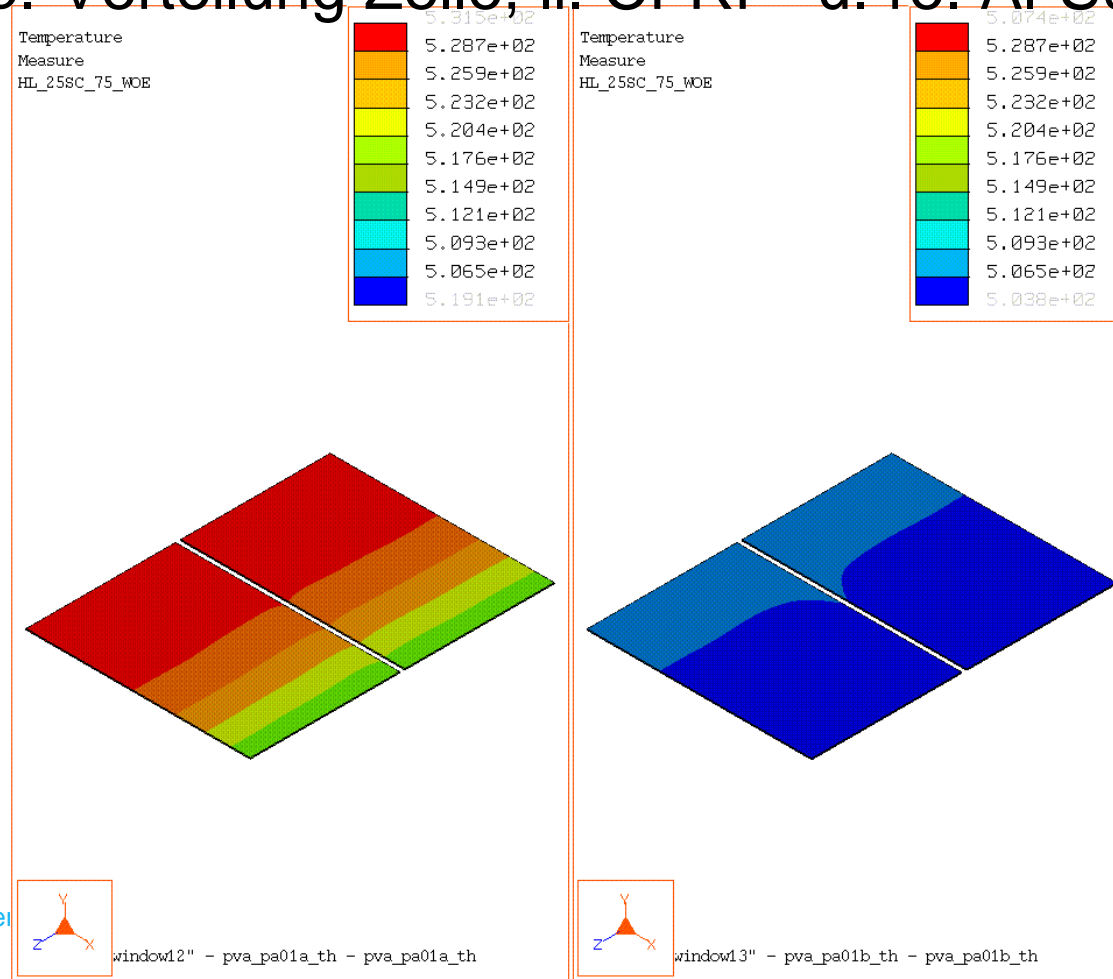 Temperature
Measure
HL_25SC_75_WOE
5.315e+02
5.287e+02
5.259e+02
5.232e+02
5.204e+02
5.176e+02
5.149e+02
5.121e+02
5.093e+02
5.065e+02
5.191e+02
Temperature
Measure
HL_25SC_75_WOE
5.074e+02
5.287e+02
5.259e+02
5.232e+02
5.204e+02
5.176e+02
5.149e+02
5.121e+02
5.093e+02
5.065e+02
5.038e+02
Y
Z X
window12" - pva_pa01a_th - pva_pa01a_th
Y
Z X
window13" - pva_pa01b_th - pva_pa01b_th